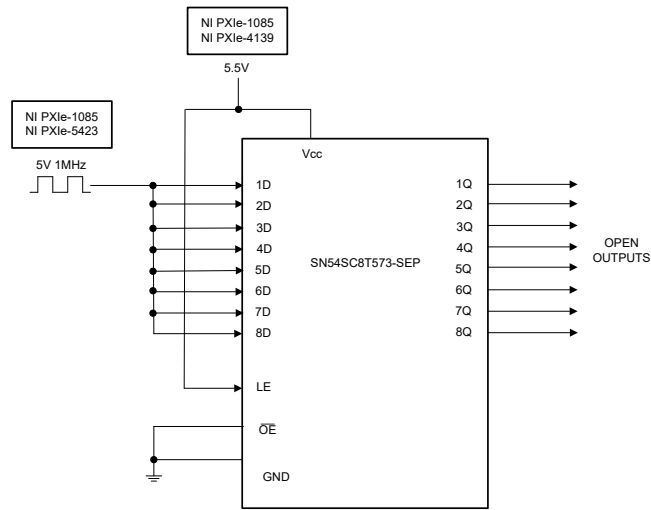 NI PXIe-1085
NI PXIe-4139
5.5V
NI PXIe-1085
NI PXIe-5423
5V 1MHz
Vcc
1D
2D
3D
4D
5D
6D
7D
8D
LE
OE
GND
SN54SC8T573-SEP
1Q
2Q
3Q
4Q
5Q
6Q
7Q
8Q
OPEN
OUTPUTS